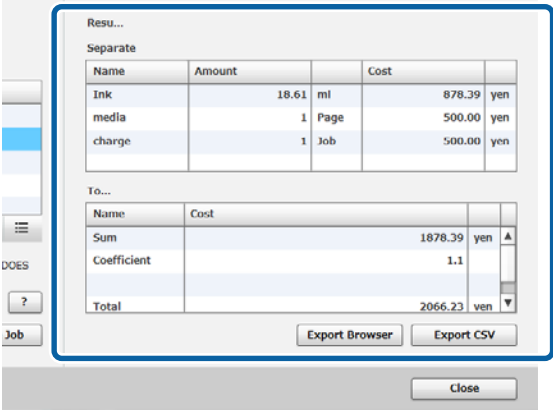 Resu...
Separate
Name Amount Cost
Ink 18.61 ml 878.39 yen
media 1 Page 500.00 yen
charge 1 Job 500.00 yen
To...
Name Cost
Sum 1878.39 yen
Coefficient 1.1
DOES
Total 2066.23 yen
?
Job
Export Browser Export CSV
Close